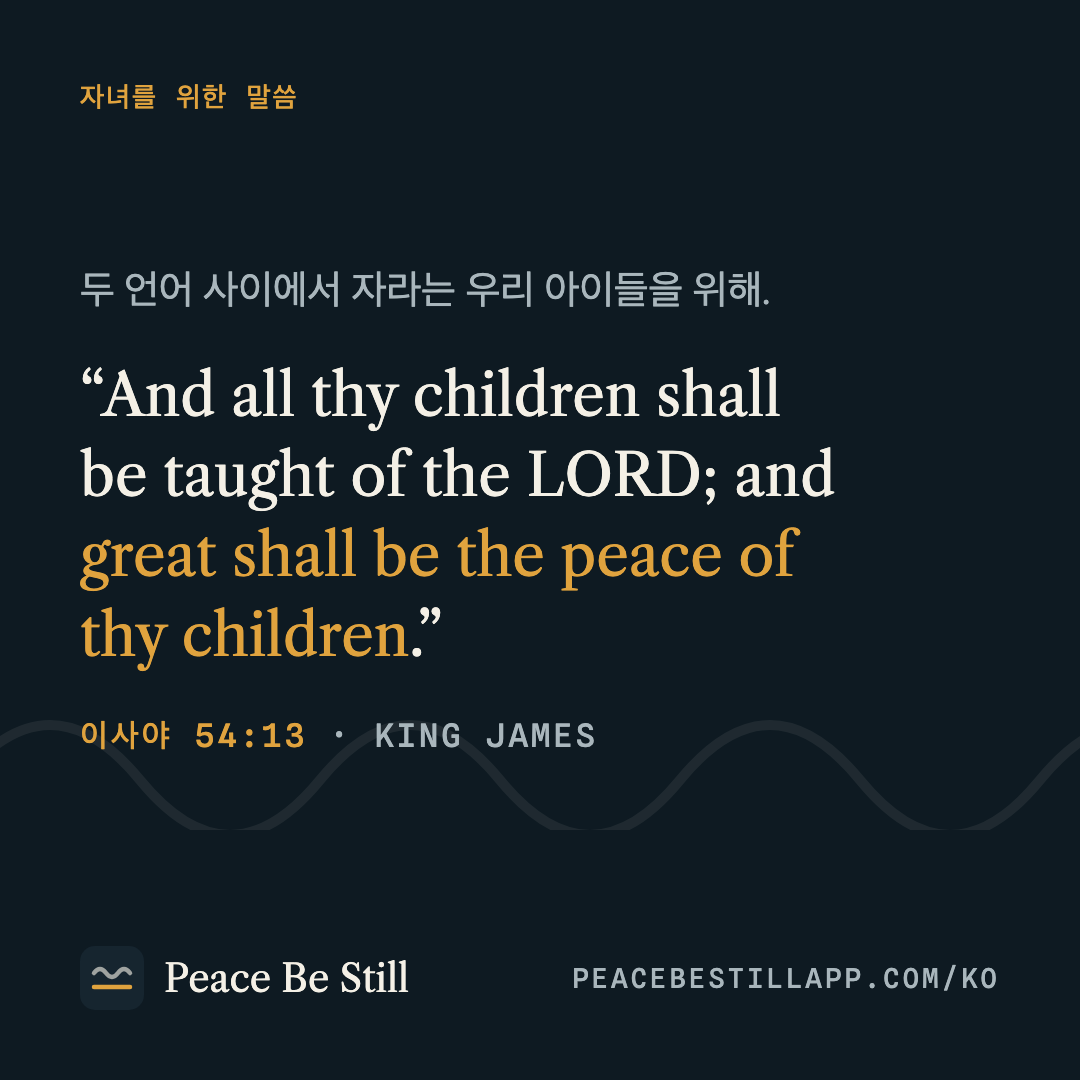 자녀를 위한 말씀
두 언어 사이에서 자라는 우리 아이들을 위해.
“And all thy children shall
be taught of the LORD; and
great shall be the peace of
thy children.”
이사야 54:13 · KING JAMES
Peace Be Still
PEACEBESTILLAPP.COM/KO